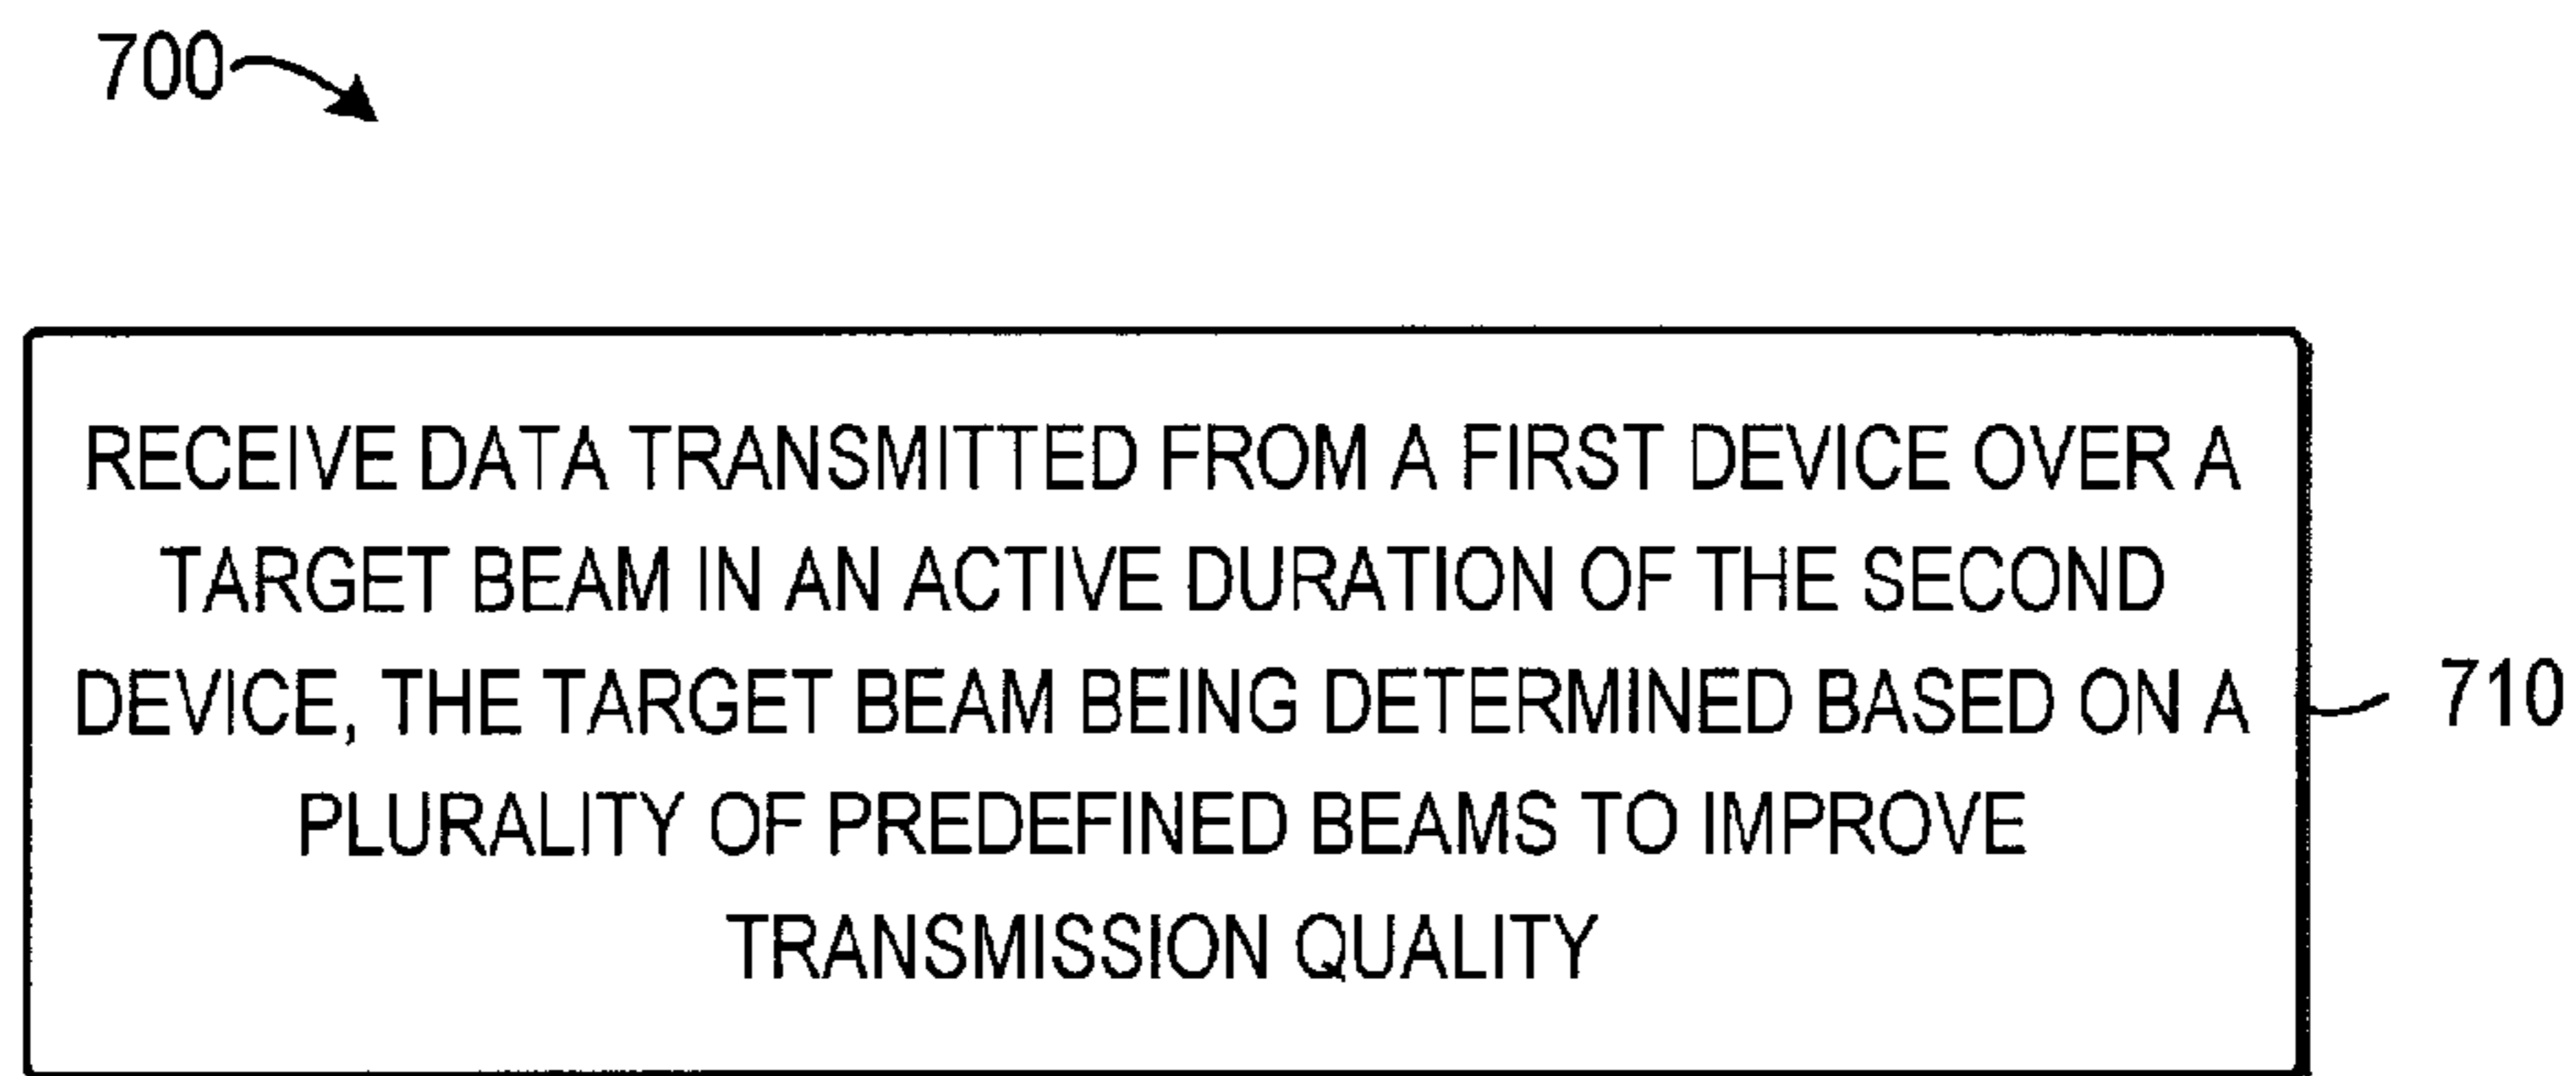 700
RECEIVE DATA TRANSMITTED FROM A FIRST DEVICE OVER A
TARGET BEAM IN AN ACTIVE DURATION OF THE SECOND
DEVICE, THE TARGET BEAM BEING DETERMINED BASED ON A
PLURALITY OF PREDEFINED BEAMS TO IMPROVE
TRANSMISSION QUALITY
710